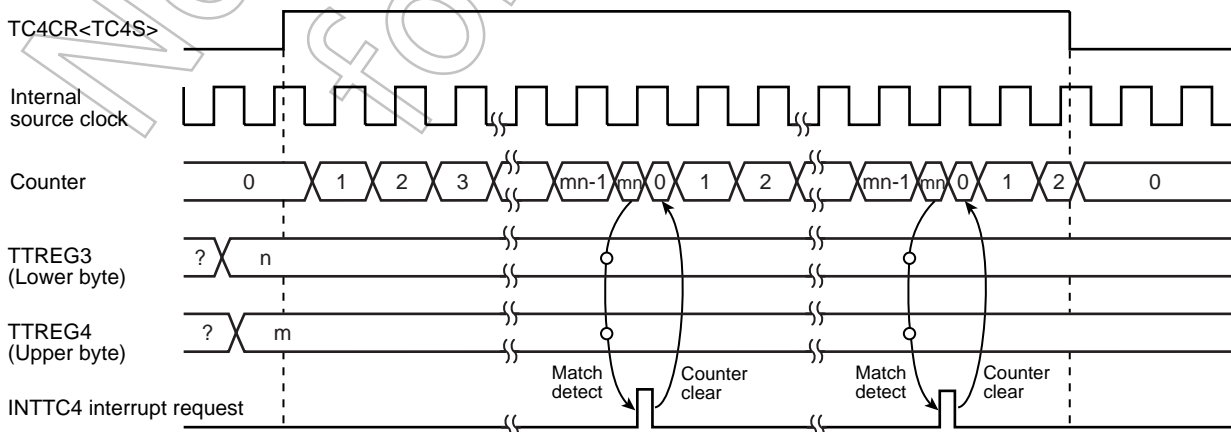 TC4CR<TC4S>
Internal
source clock
Counter
0 1 2 3 mn-1 mn 0 1 2 mn-1 mn 0 1 2 0
TTREG3
(Lower byte)
? n
TTREG4
(Upper byte)
? m
Match
detect
Counter
clear
Match
detect
Counter
clear
INTTC4 interrupt request